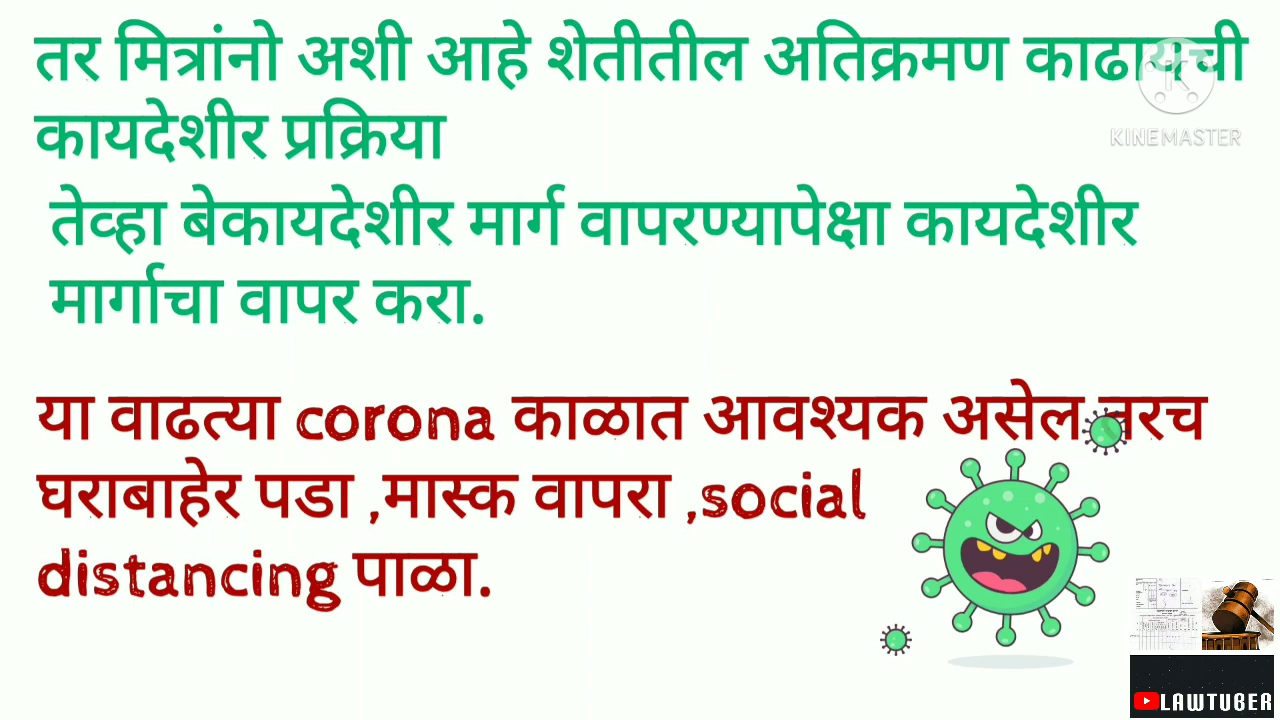 तर मित्रांनो अशी आहे शेतीतील अतिक्रमण काढायची
कायदेशीर प्रक्रिया
तेव्हा बेकायदेशीर मार्ग वापरण्यापेक्षा कायदेशीर
मार्गाचा वापर करा.
या वाढत्या corona काळात आवश्यक असेल तरच
घराबाहेर पडा ,मास्क वापरा ,social
distancing पाळा.
KINEMASTER
LAWTUBER